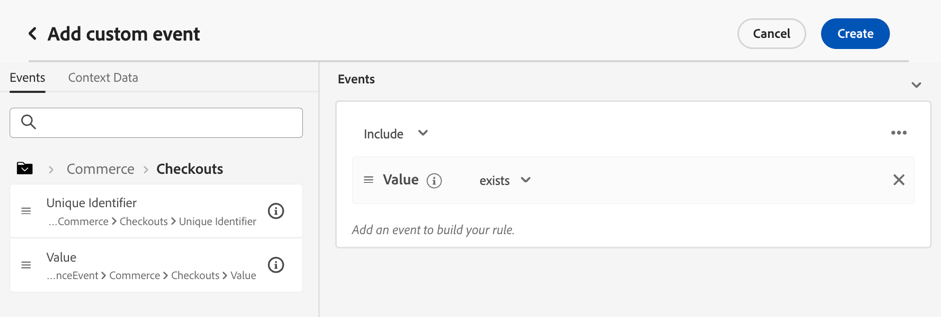 Add custom event
Cancel
Create
Events
Context Data
Commerce > Checkouts
Unique Identifier
...Commerce > Checkouts > Unique Identifier
Value
...nceEvent > Commerce > Checkouts > Value
Events
Include
Value
exists
Add an event to build your rule.